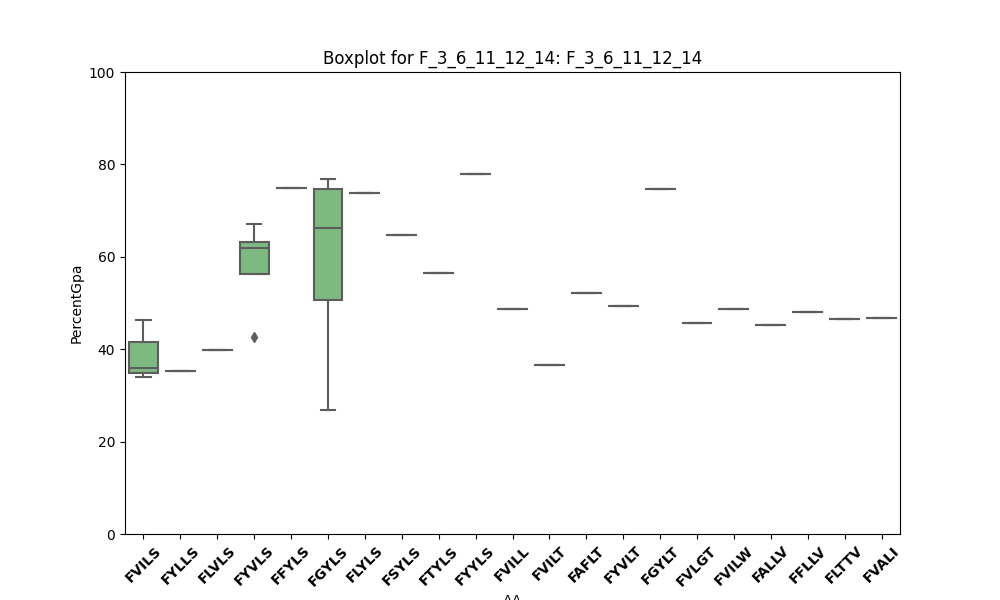 Boxplot for F_3_6_11_12_14: F_3_6_11_12_14
100
80
60
40
20
0
PercentGpa
FVILS
FYLLS
FLVLS
FYVLS
FFYLS
FGYLS
FLYLS
FSYLS
FTYLS
FYYLS
FVILL
FVILT
FAFLT
FYVLT
FGYLT
FVLGT
FVILW
FALLV
FFLLV
FLTTV
FVALI
AA